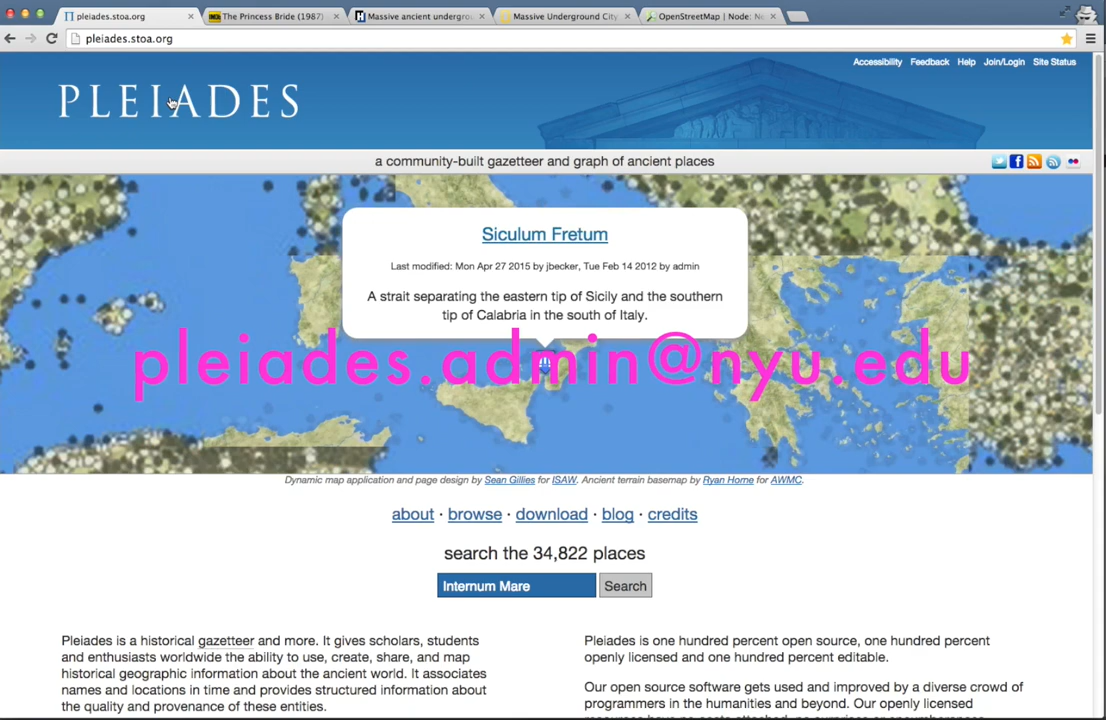 pleiades.stoa.org
The Princess Bride (1987)
Massive ancient undergrou
Massive Underground City
OpenStreetMap | Node: Ne
pleiades.stoa.org
Accessibility Feedback Help Join/Login Site Status
PLEIADES
a community-built gazetteer and graph of ancient places
Siculum Fretum
Last modified: Mon Apr 27 2015 by jbecker, Tue Feb 14 2012 by admin
A strait separating the eastern tip of Sicily and the southern
tip of Calabria in the south of Italy.
pleiades.admin@nyu.edu
Dynamic map application and page design by Sean Gillies for ISAW. Ancient terrain basemap by Ryan Horne for AWMC.
about · browse · download · blog · credits
search the 34,822 places
Internum Mare Search
Pleiades is a historical gazetteer and more. It gives scholars, students
and enthusiasts worldwide the ability to use, create, share, and map
historical geographic information about the ancient world. It associates
names and locations in time and provides structured information about
the quality and provenance of these entities.
Pleiades is one hundred percent open source, one hundred percent
openly licensed and one hundred percent editable.
Our open source software gets used and improved by a diverse crowd of
programmers in the humanities and beyond. Our openly licensed